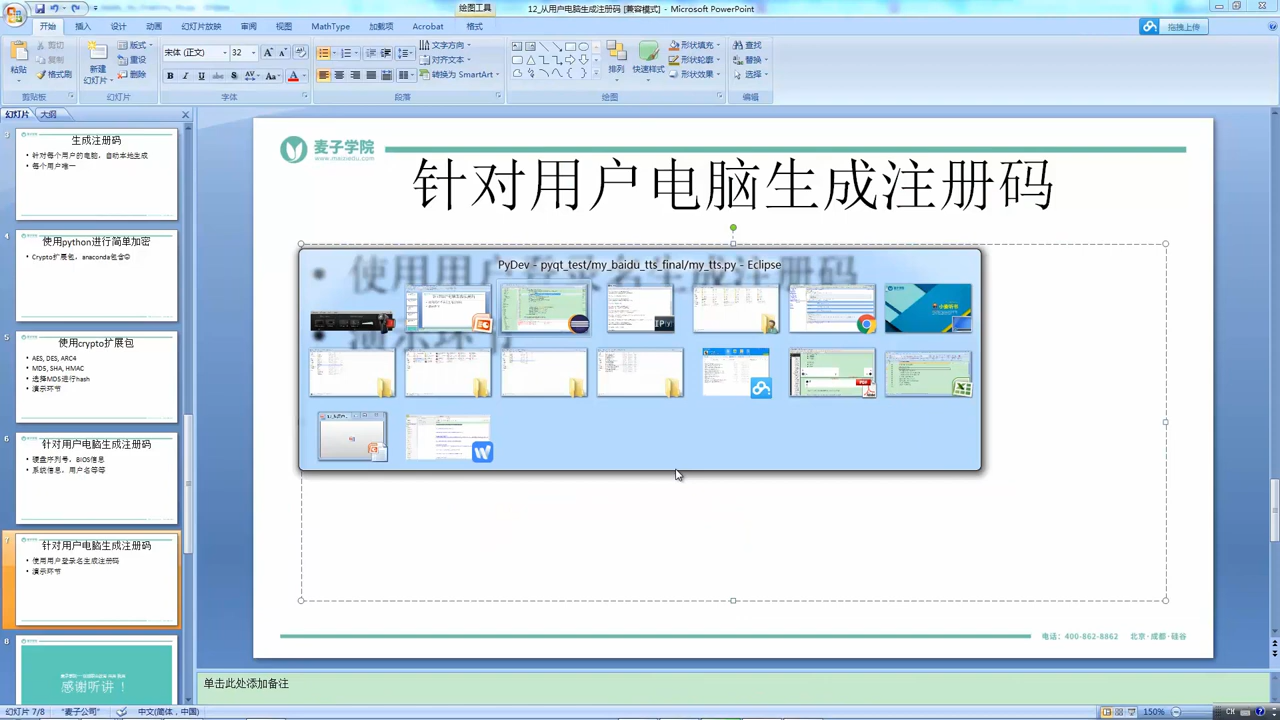 绘图工具
12_从用户电脑生成注册码 [兼容模式] - Microsoft PowerPoint
开始 插入 设计 动画 幻灯片放映 审阅 视图 MathType 加载项 Acrobat 格式
拖拽上传
粘贴 剪切 复制 格式刷
新建 幻灯片 版式 重设 删除
宋体 (正文) 32
文字方向 对齐文本 转换为 SmartArt
排列 快速样式 形状填充 形状轮廓 形状效果
查找 替换 选择
剪贴板 幻灯片 字体 段落 绘图 编辑
幻灯片 大纲
3
生成注册码
• 针对每个用户的电脑，自动本地生成
• 每个用户唯一
4
使用python进行简单加密
• Crypto扩展包，anaconda包含
5
使用crypto扩展包
• AES, DES, ARC4
• MD5, SHA, HMAC
• 选择MD5进行hash
• 演示环节
6
针对用户电脑生成注册码
• 硬盘序列号，BIOS信息
• 系统信息，用户名等等
7
针对用户电脑生成注册码
• 使用用户登录名生成注册码
• 演示环节
8
感谢听讲！
麦子学院
www.maiziedu.com
针对用户电脑生成注册码
PyDev - pyqt_test/my_baidu_tts_final/my_tts.py - Eclipse
电话：400-862-8862 北京·成都·硅谷
单击此处添加备注
幻灯片 7/8 "麦子公司" 中文(简体，中国) 150% CH